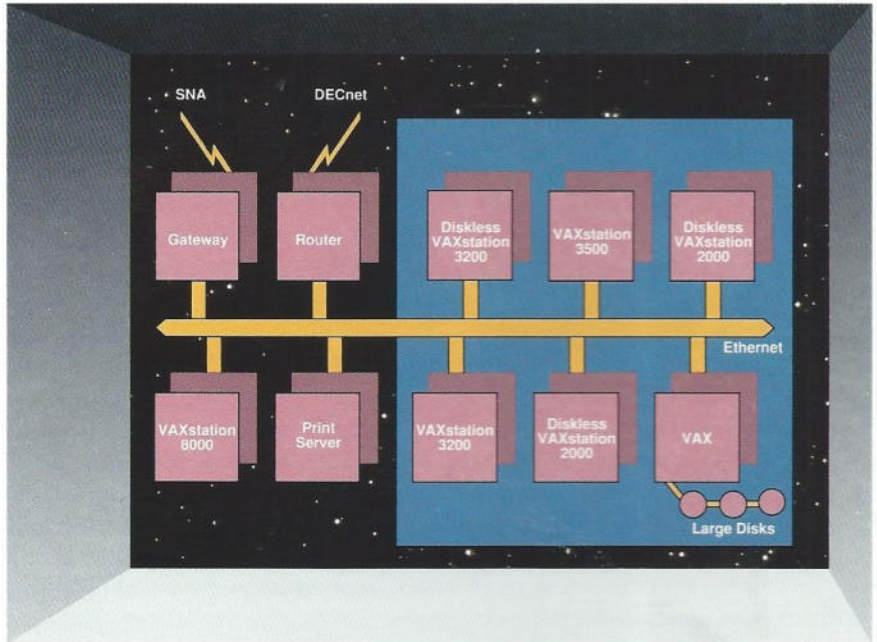 SNA
DECnet
Gateway
Router
Diskless
VAXstation
3200
VAXstation
3500
Diskless
VAXstation
2000
Ethernet
VAXstation
8000
Print
Server
VAXstation
3200
Diskless
VAXstation
2000
VAX
Large Disks